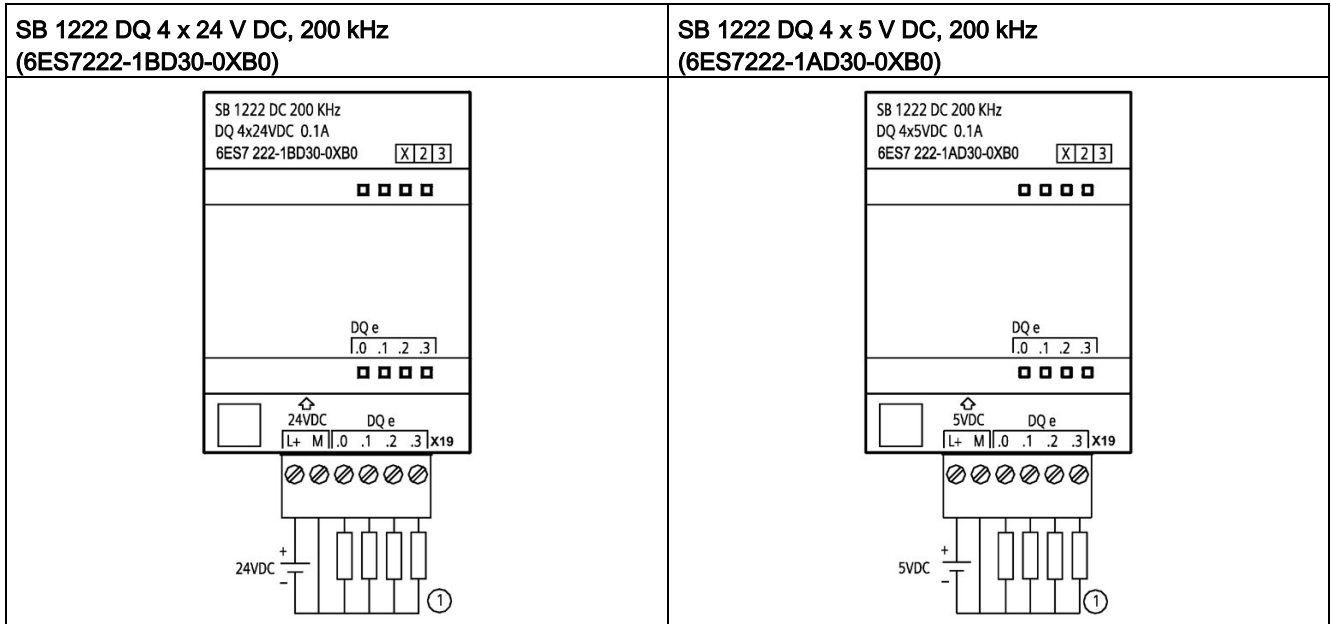 SB 1222 DQ 4 x 24 V DC, 200 kHz
(6ES7222-1BD30-0XB0)
SB 1222 DC 200 KHz
DQ 4x24VDC 0.1A
6ES7 222-1BD30-0XB0 X 2 3
DQ e
.0 .1 .2 .3
24VDC DQ e
L+ M .0 .1 .2 .3 X19
+
24VDC
−
1
SB 1222 DQ 4 x 5 V DC, 200 kHz
(6ES7222-1AD30-0XB0)
SB 1222 DC 200 KHz
DQ 4x5VDC 0.1A
6ES7 222-1AD30-0XB0 X 2 3
DQ e
.0 .1 .2 .3
5VDC DQ e
L+ M .0 .1 .2 .3 X19
+
5VDC
−
1